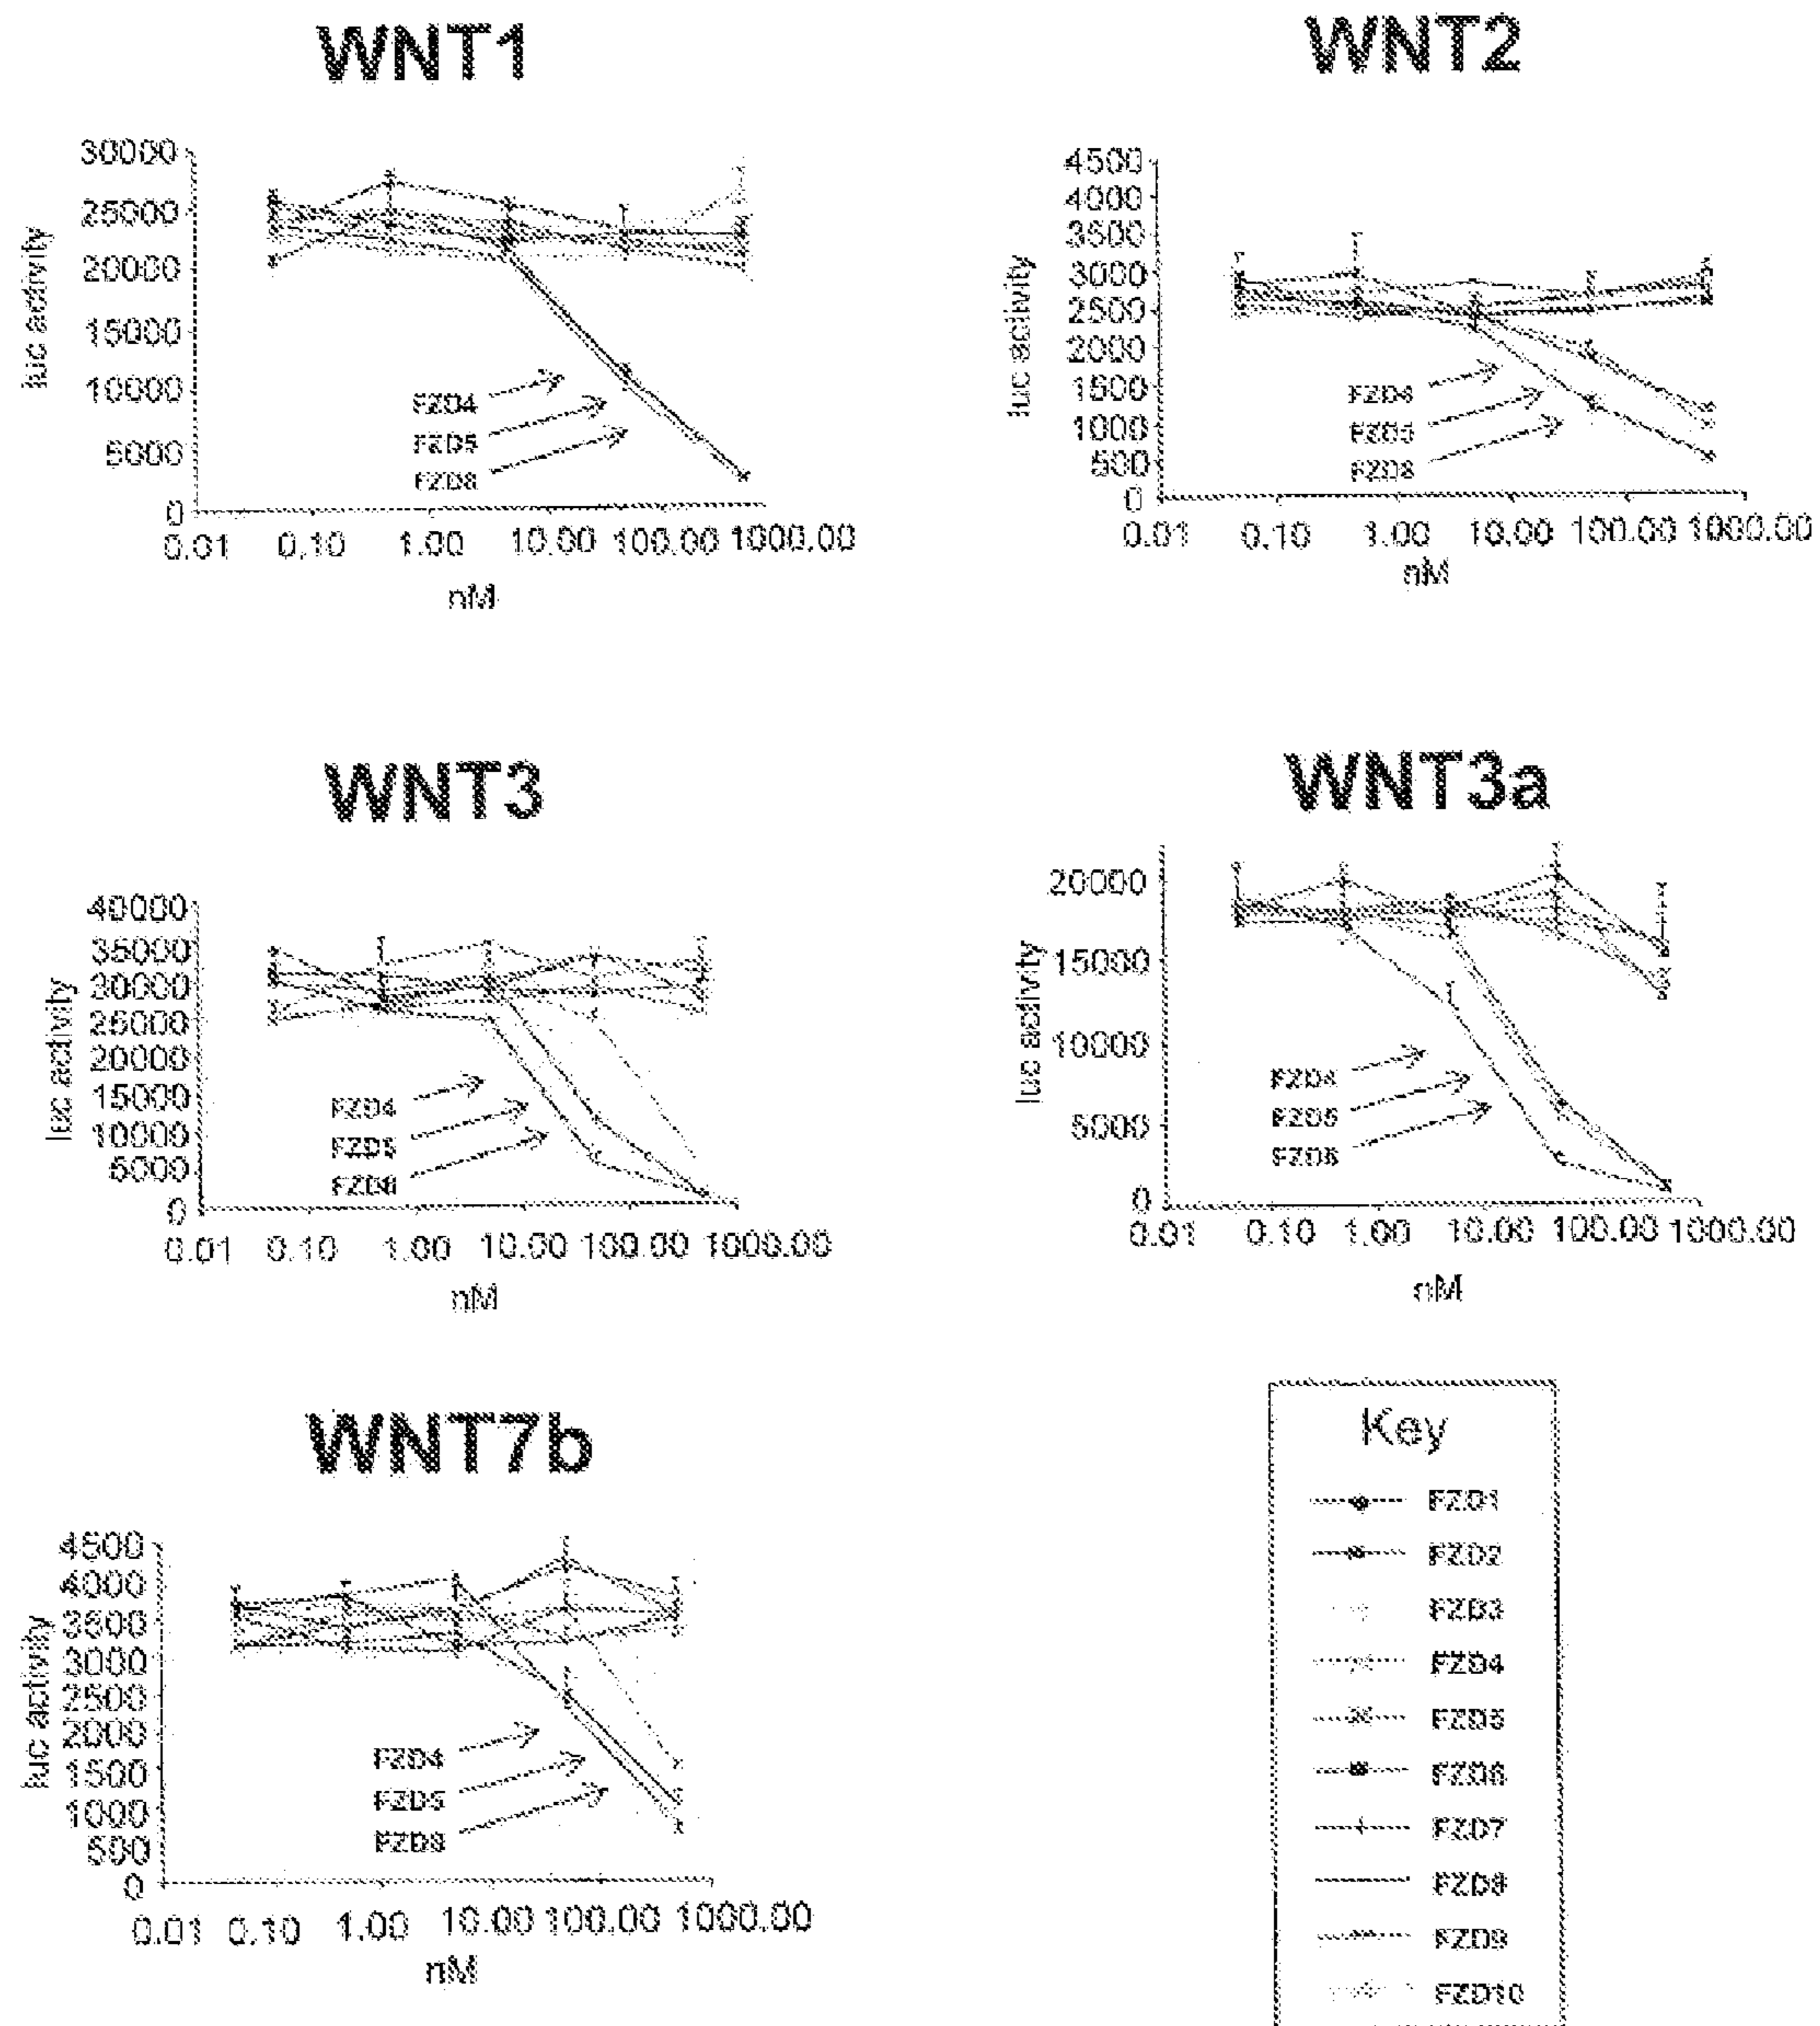 WNT1
30000
25000
20000
15000
10000
5000
0
luc activity
FZD4
FZD5
FZD8
0.01 0.10 1.00 10.00 100.00 1000.00
nM
WNT2
4500
4000
3500
3000
2500
2000
1500
1000
500
0
luc activity
FZD4
FZD5
FZD8
0.01 0.10 1.00 10.00 100.00 1000.00
nM
WNT3
40000
35000
30000
25000
20000
15000
10000
5000
0
luc activity
FZD4
FZD5
FZD8
0.01 0.10 1.00 10.00 100.00 1000.00
nM
WNT3a
20000
15000
10000
5000
0
luc activity
FZD4
FZD5
FZD8
0.01 0.10 1.00 10.00 100.00 1000.00
nM
WNT7b
4500
4000
3500
3000
2500
2000
1500
1000
500
0
luc activity
FZD4
FZD5
FZD8
0.01 0.10 1.00 10.00 100.00 1000.00
nM
Key
FZD1
FZD2
FZD3
FZD4
FZD5
FZD6
FZD7
FZD8
FZD9
FZD10